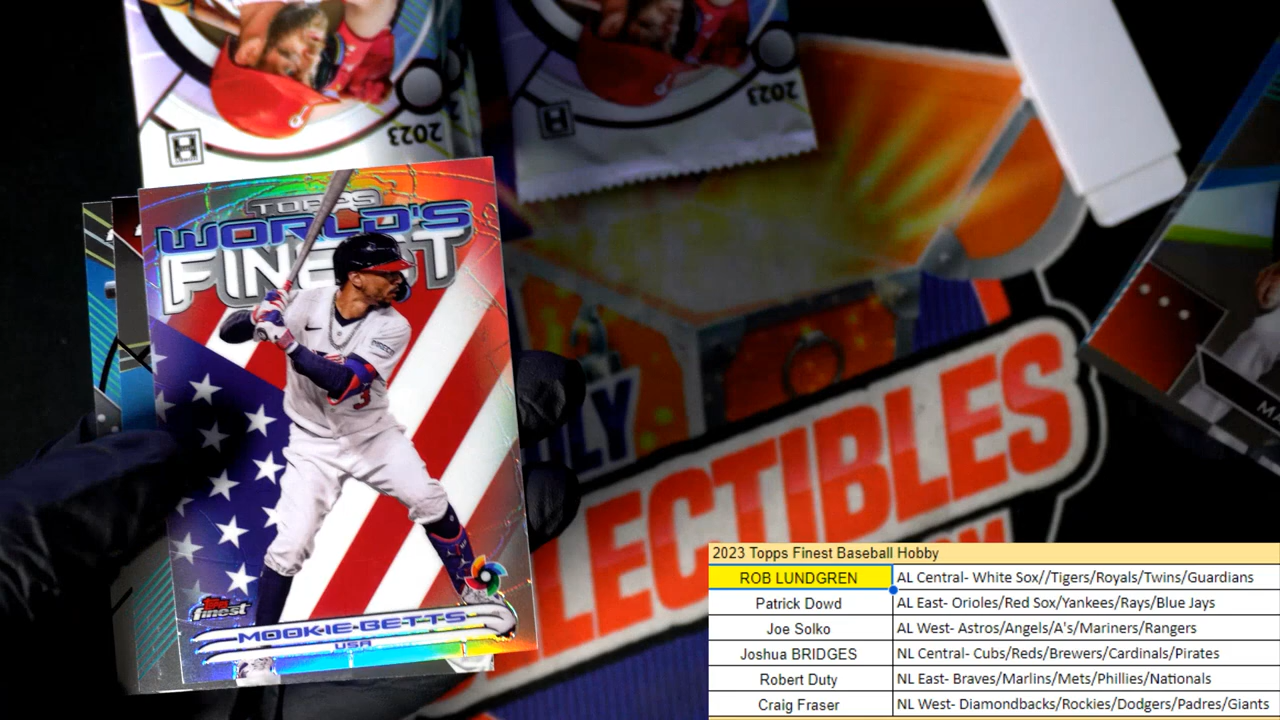 2023
H
2023
H
TOPPS
WORLD'S
FINEST
3
Topps
finest
MOOKIE BETTS
USA
LECTIBLES
2023 Topps Finest Baseball Hobby
ROB LUNDGREN AL Central- White Sox//Tigers/Royals/Twins/Guardians
Patrick Dowd AL East- Orioles/Red Sox/Yankees/Rays/Blue Jays
Joe Solko AL West- Astros/Angels/A's/Mariners/Rangers
Joshua BRIDGES NL Central- Cubs/Reds/Brewers/Cardinals/Pirates
Robert Duty NL East- Braves/Marlins/Mets/Phillies/Nationals
Craig Fraser NL West- Diamondbacks/Rockies/Dodgers/Padres/Giants